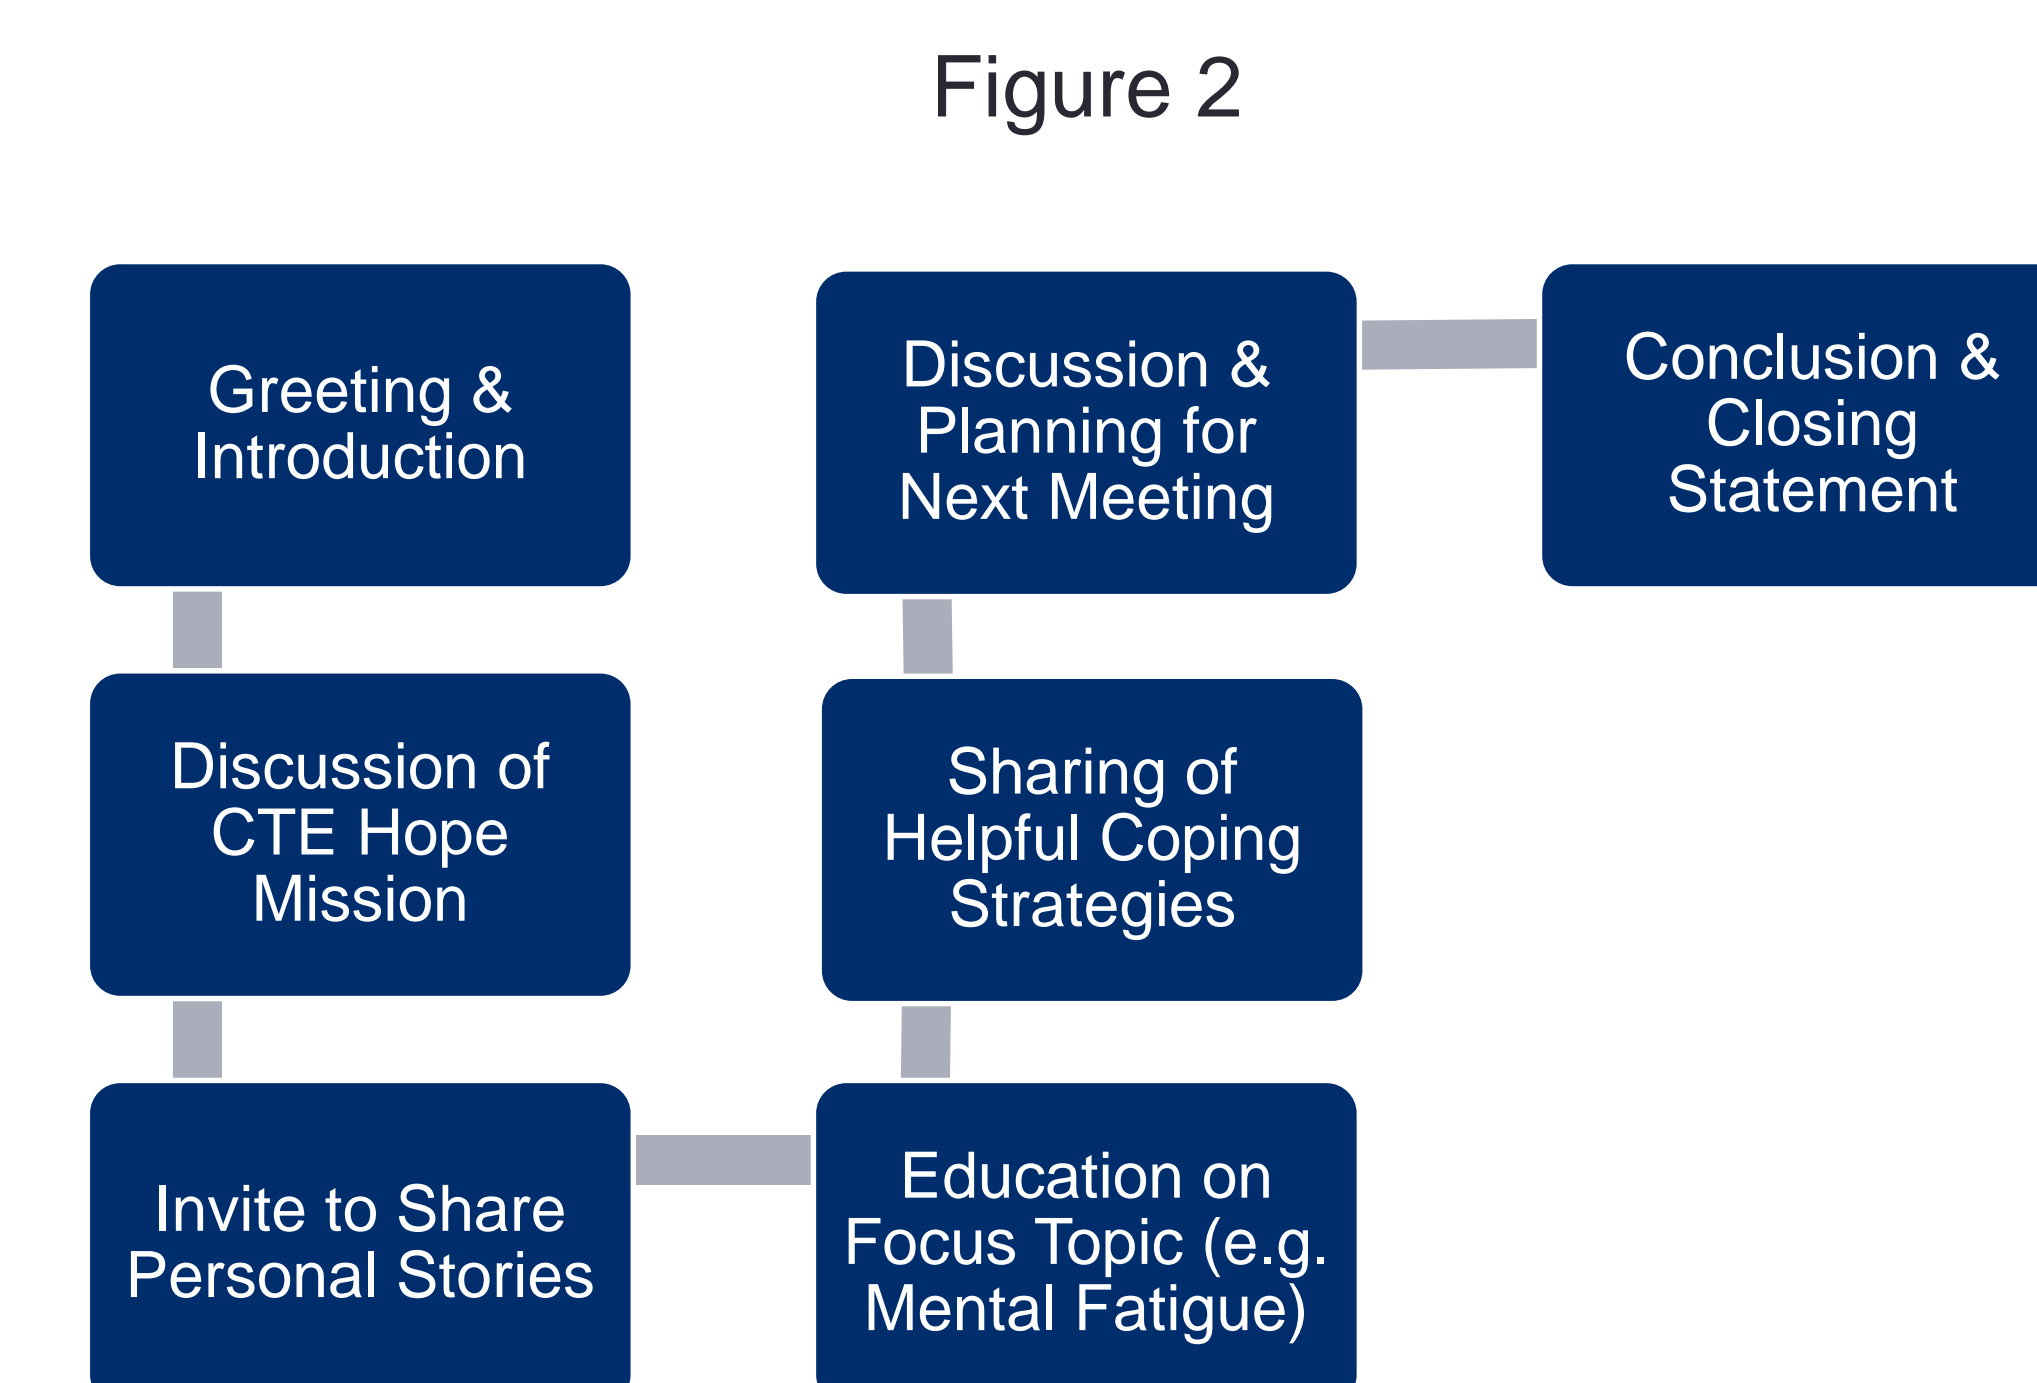 Figure 2
Greeting &
Introduction
Discussion of
CTE Hope
Mission
Invite to Share
Personal Stories
Education on
Focus Topic (e.g.
Mental Fatigue)
Sharing of
Helpful Coping
Strategies
Discussion &
Planning for
Next Meeting
Conclusion &
Closing
Statement